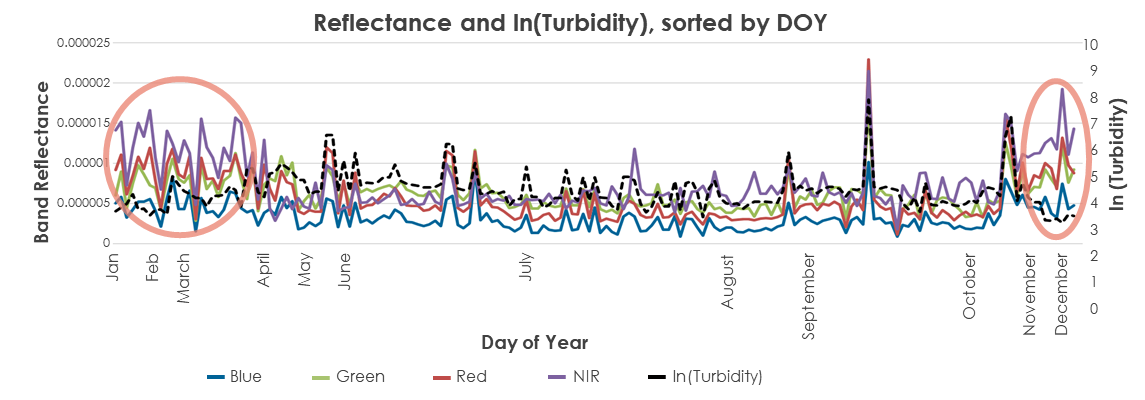 Reflectance and ln(Turbidity), sorted by DOY
0.000025
0.00002
0.000015
0.00001
0.000005
0
Band Reflectance
10
9
8
7
6
5
4
3
2
1
0
ln (Turbidity)
Jan
Feb
March
April
May
June
July
August
September
October
November
December
Day of Year
Blue Green Red NIR ln(Turbidity)